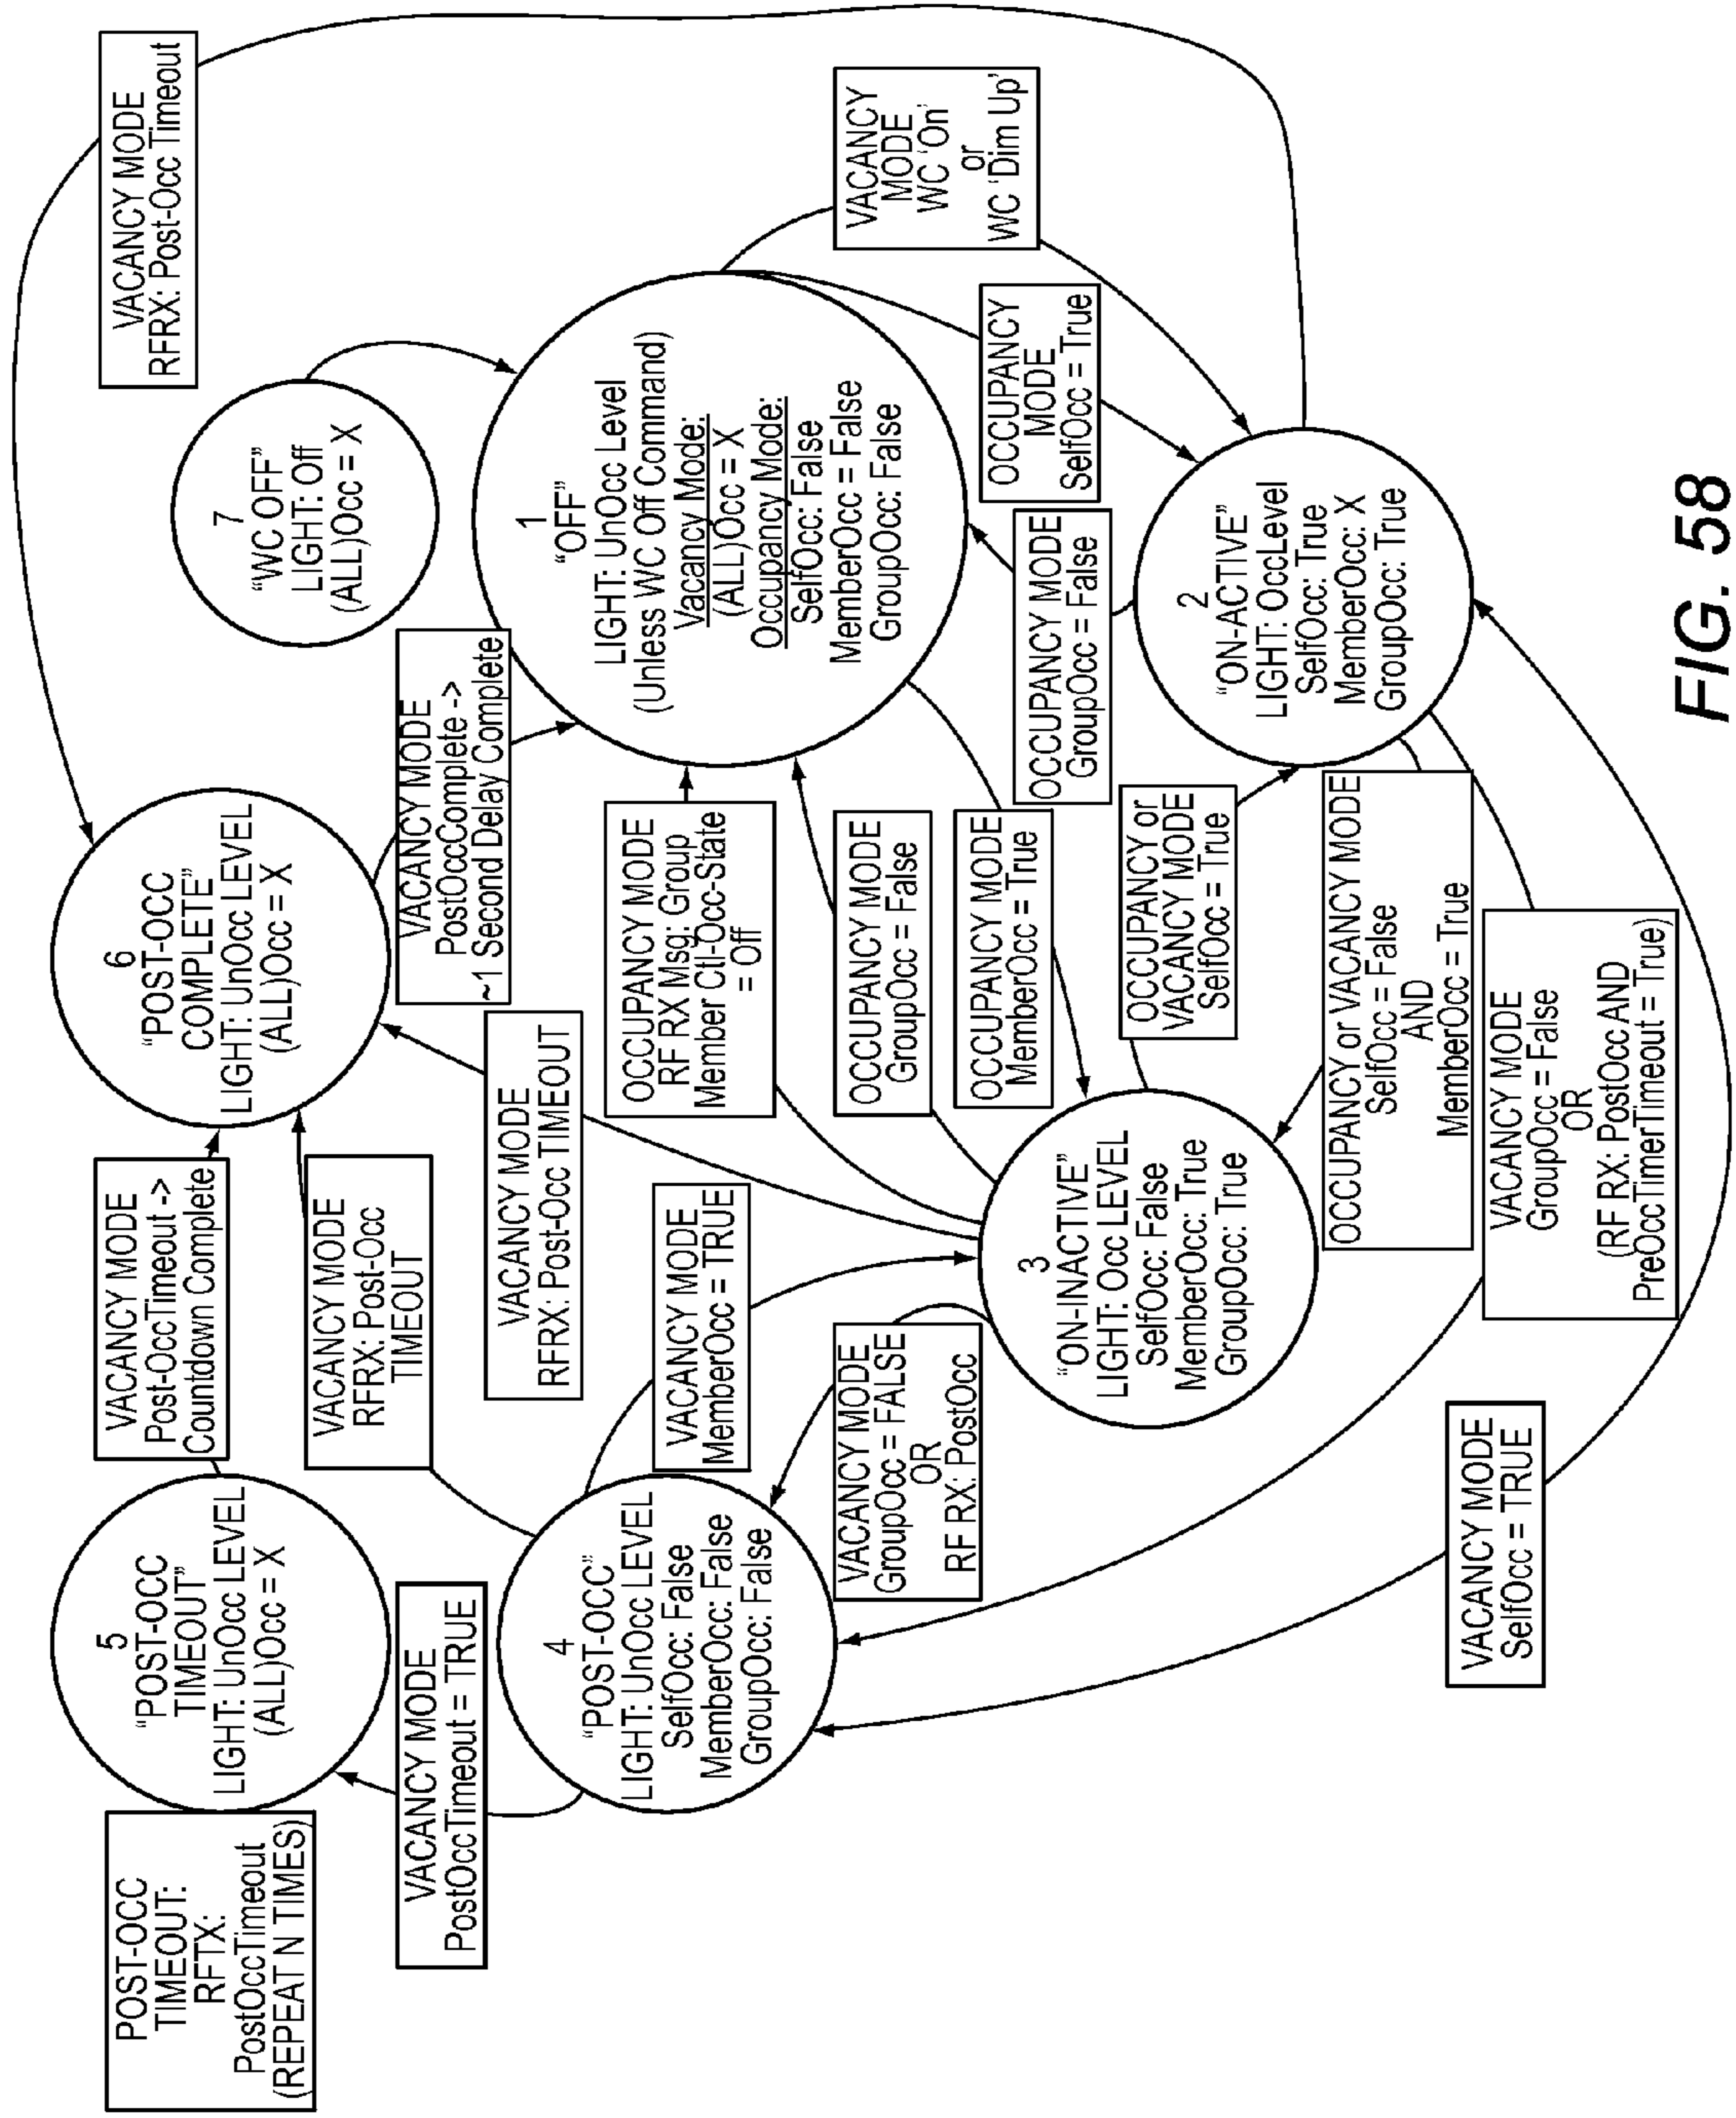 POST-OCC
TIMEOUT:
RFTX:
PostOccTimeout
(REPEAT N TIMES)
5
“POST-OCC
TIMEOUT”
LIGHT: UnOcc LEVEL
(ALL)Occ = X
VACANCY MODE
Post-OccTimeout ->
Countdown Complete
6
“POST-OCC
COMPLETE”
LIGHT: UnOcc LEVEL
(ALL)Occ = X
VACANCY MODE
RFRX: Post-Occ Timeout
VACANCY MODE
RFRX: Post-Occ
TIMEOUT
7
“WC OFF”
LIGHT: Off
(ALL)Occ = X
VACANCY MODE
PostOccTimeout = TRUE
VACANCY MODE
PostOccComplete ->
~1 Second Delay Complete
VACANCY MODE
RFRX: Post-Occ TIMEOUT
4
“POST-OCC”
LIGHT: UnOcc LEVEL
SelfOcc: False
MemberOcc: False
GroupOcc: False
VACANCY MODE
MemberOcc = TRUE
OCCUPANCY MODE
RF RX Msg: Group
Member Ctl-Occ-State
= Off
1
“OFF”
LIGHT: UnOcc Level
(Unless WC Off Command)
Vacancy Mode:
(ALL)Occ = X
Occupancy Mode:
SelfOcc: False
MemberOcc = False
GroupOcc: False
VACANCY
MODE
WC ‘On’
or
WC ‘Dim Up’
VACANCY MODE
GroupOcc = FALSE
OR
RF RX: PostOcc
OCCUPANCY MODE
GroupOcc = False
OCCUPANCY MODE
MemberOcc = True
OCCUPANCY MODE
GroupOcc = False
OCCUPANCY
MODE
SelfOcc = True
3
“ON-INACTIVE”
LIGHT: Occ LEVEL
SelfOcc: False
MemberOcc: True
GroupOcc: True
OCCUPANCY or
VACANCY MODE
SelfOcc = True
2
“ON-ACTIVE”
LIGHT: OccLevel
SelfOcc: True
MemberOcc: X
GroupOcc: True
OCCUPANCY or VACANCY MODE
SelfOcc = False
AND
MemberOcc = True
VACANCY MODE
SelfOcc = TRUE
VACANCY MODE
GroupOcc = False
OR
(RF RX: PostOcc AND
PreOccTimerTimeout = True)
FIG. 58